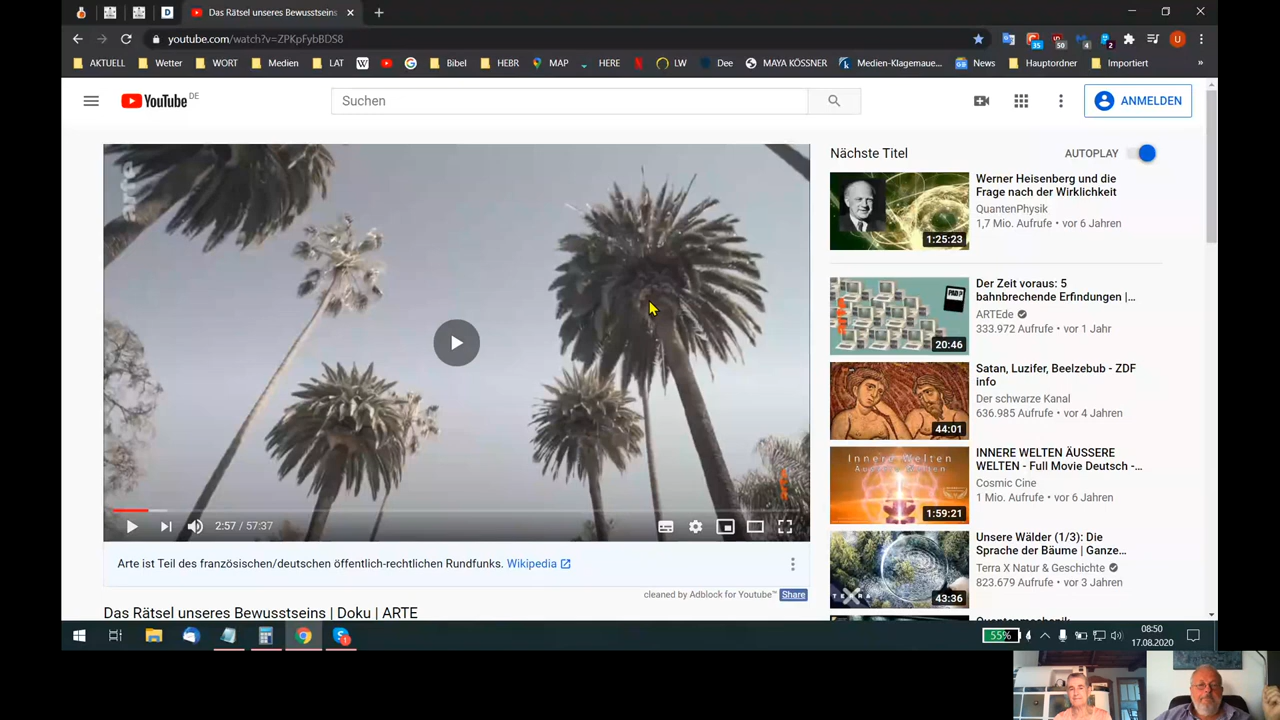 Das Rätsel unseres Bewusstseins
youtube.com/watch?v=ZPKpFybBDS8
35
50
4
2
U
AKTUELL
Wetter
WORT
Medien
LAT
W
G
Bibel
HEBR
MAP
HERE
LW
Dee
MAYA KÖSSNER
Medien-Klagemaue...
News
Hauptordner
Importiert
YouTube DE
Suchen
ANMELDEN
arte
Nächste Titel
AUTOPLAY
Werner Heisenberg und die
Frage nach der Wirklichkeit
QuantenPhysik
1,7 Mio. Aufrufe • vor 6 Jahren
1:25:23
Der Zeit voraus: 5
bahnbrechende Erfindungen |...
ARTEde
333.972 Aufrufe • vor 1 Jahr
20:46
Satan, Luzifer, Beelzebub - ZDF
info
Der schwarze Kanal
636.985 Aufrufe • vor 4 Jahren
44:01
INNERE WELTEN ÄUSSERE
WELTEN - Full Movie Deutsch -...
Cosmic Cine
1 Mio. Aufrufe • vor 6 Jahren
Innere Welten
1:59:21
Unsere Wälder (1/3): Die
Sprache der Bäume | Ganze...
Terra X Natur & Geschichte
823.679 Aufrufe • vor 3 Jahren
43:36
2:57 / 57:37
Arte ist Teil des französischen/deutschen öffentlich-rechtlichen Rundfunks. Wikipedia
cleaned by Adblock for Youtube™ Share
Das Rätsel unseres Bewusstseins | Doku | ARTE
55%
08:50
17.08.2020